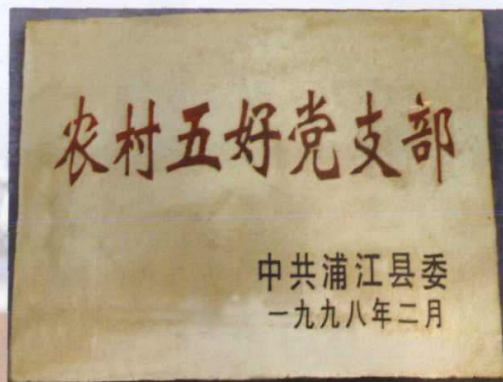 农村五好党支部
中共浦江县委
一九九八年二月